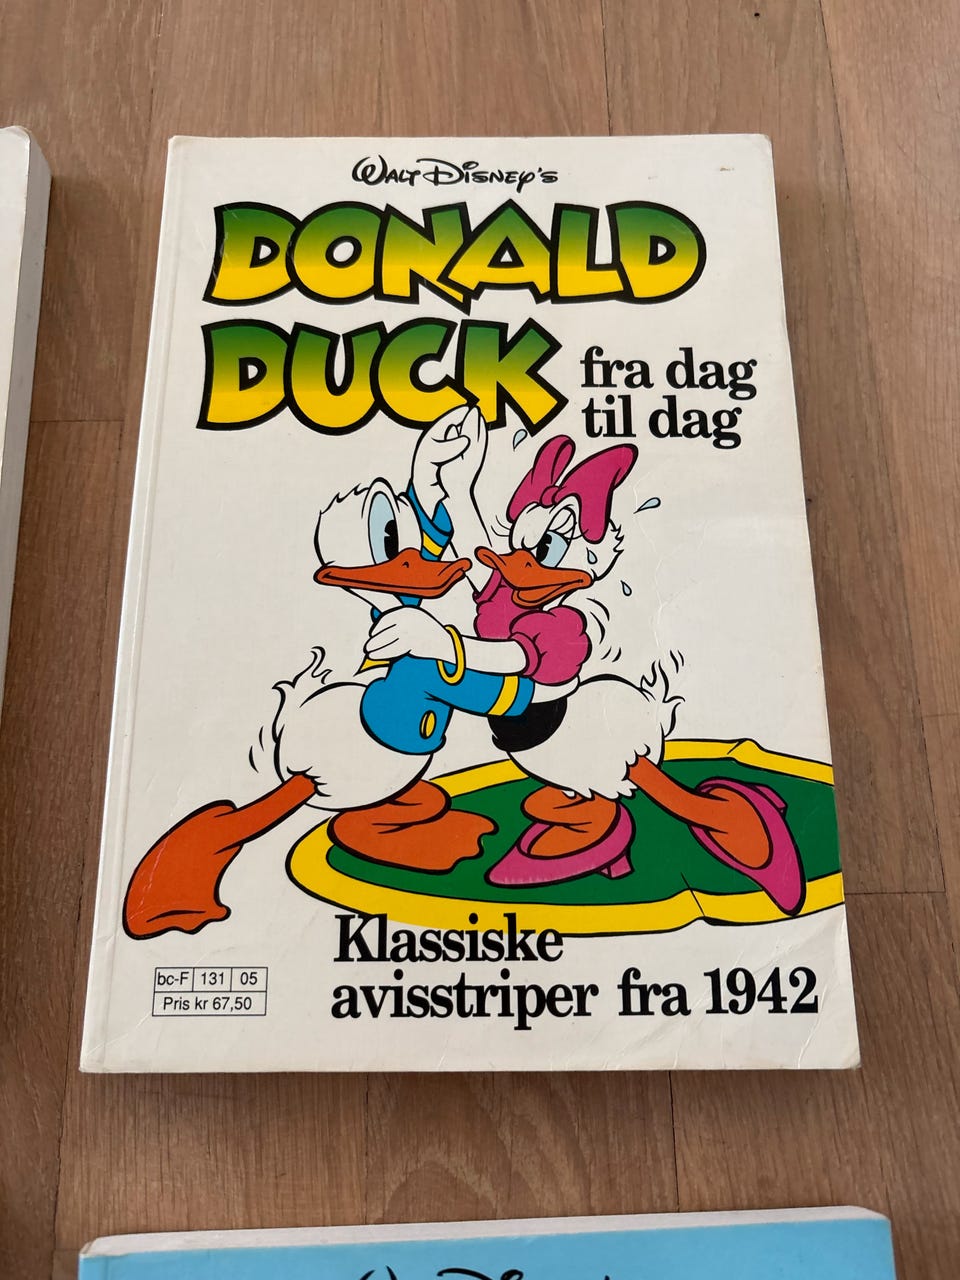 Walt Disney's
DONALD
DUCK
fra dag
til dag
Klassiske
avisstriper fra 1942
bc-F 131 05
Pris kr 67,50